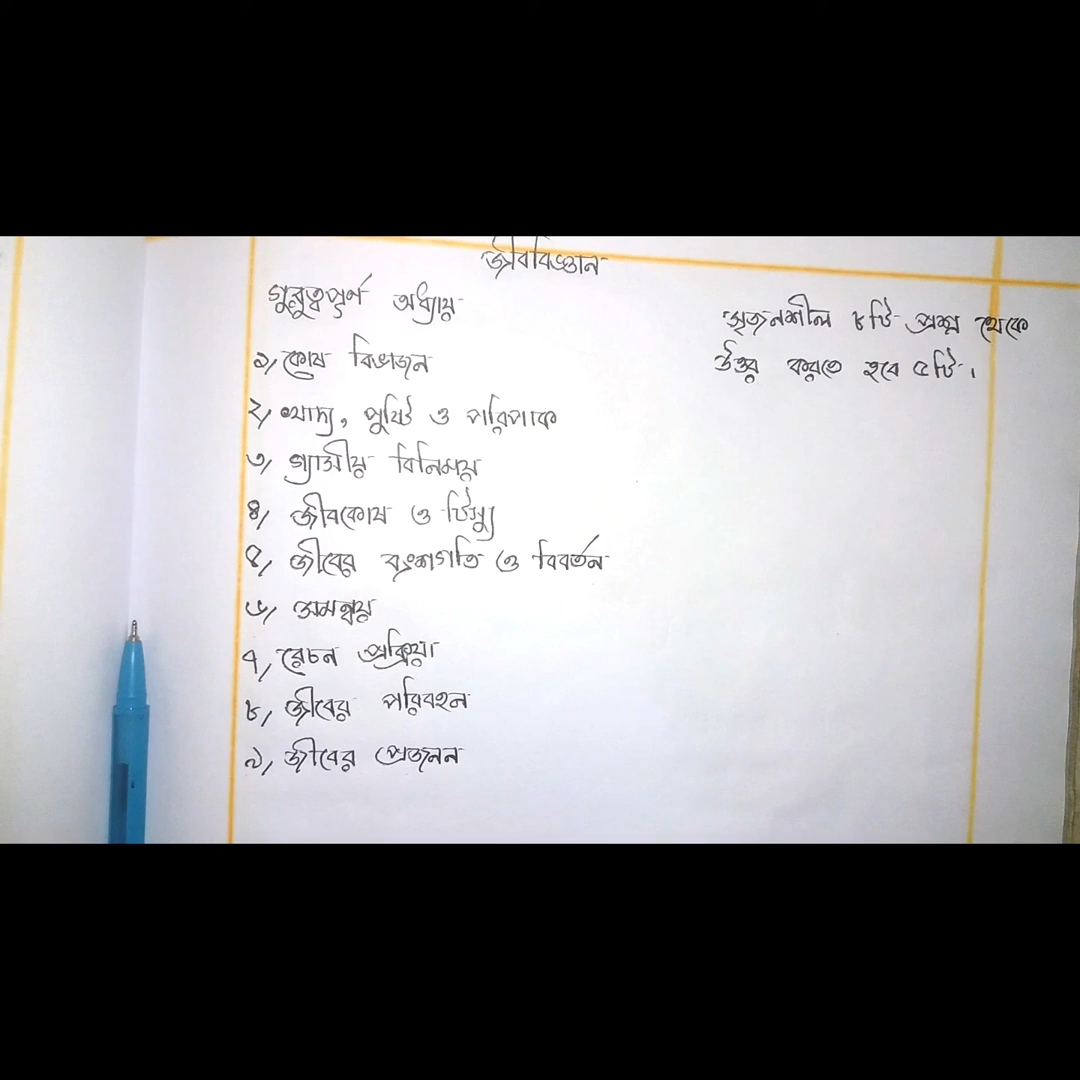 জীববিজ্ঞান
গুরুত্বপূর্ণ অধ্যায়
১, কোষ বিভাজন
২, খাদ্য, পুষ্টি ও পরিপাক
৩, গ্যাসীয় বিনিময়
৪, জীবকোষ ও টিস্যু
৫, জীবের বংশগতি ও বিবর্তন
৬, সমন্বয়
৭, রেচন প্রক্রিয়া
৮, জীবের পরিবহন
৯, জীবের প্রজনন
সৃজনশীল ৮টি প্রশ্ন থেকে
উত্তর করতে হবে ৫টি।